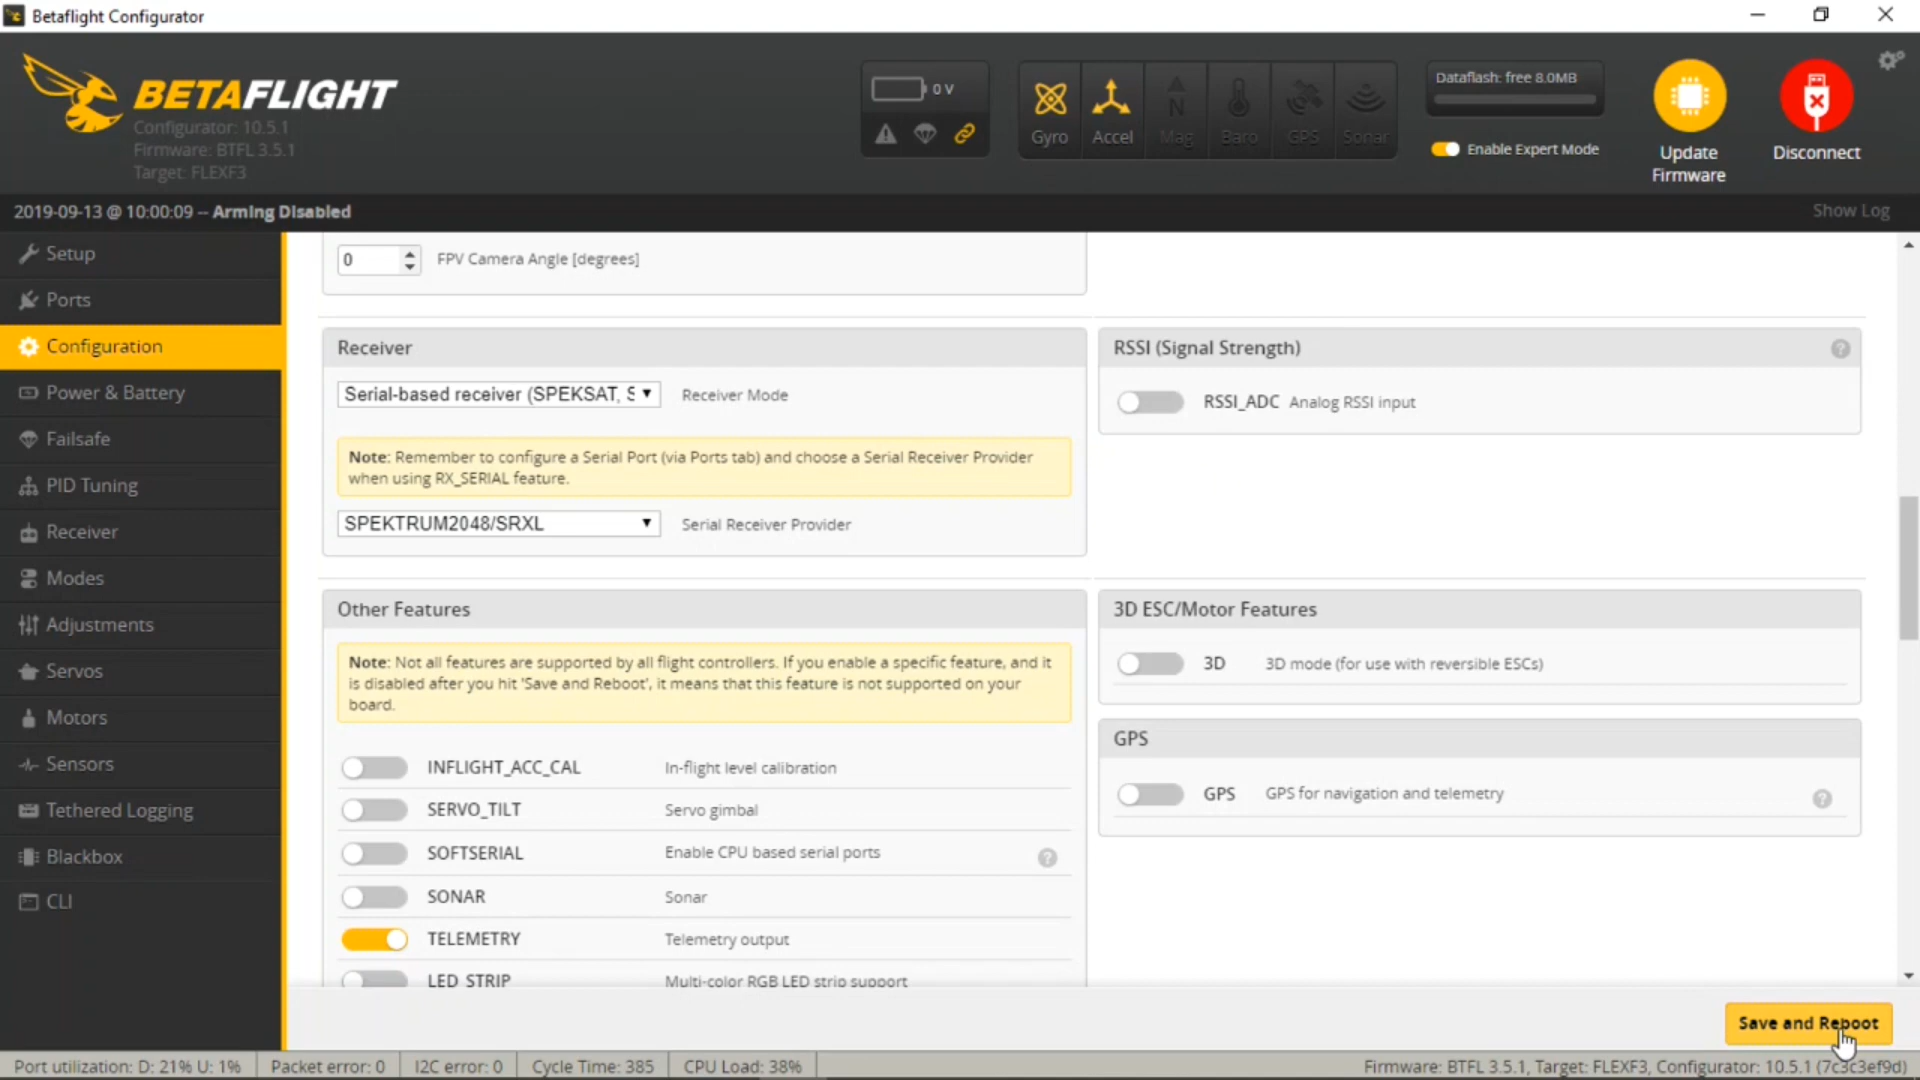 Betaflight Configurator
BETAFLIGHT
Configurator: 10.5.1
Firmware: BTFL 3.5.1
Target: FLEXF3
0 V
Gyro
Accel
Mag
Baro
GPS
Sonar
Dataflash: free 8.0MB
Enable Expert Mode
Update
Firmware
Disconnect
2019-09-13 @ 10:00:09 -- Arming Disabled
Show Log
Setup
Ports
Configuration
Power & Battery
Failsafe
PID Tuning
Receiver
Modes
Adjustments
Servos
Motors
Sensors
Tethered Logging
Blackbox
CLI
0 FPV Camera Angle [degrees]
Receiver
Serial-based receiver (SPEKSAT, S Receiver Mode
Note: Remember to configure a Serial Port (via Ports tab) and choose a Serial Receiver Provider
when using RX_SERIAL feature.
SPEKTRUM2048/SRXL Serial Receiver Provider
RSSI (Signal Strength)
RSSI_ADC Analog RSSI input
Other Features
Note: Not all features are supported by all flight controllers. If you enable a specific feature, and it
is disabled after you hit 'Save and Reboot', it means that this feature is not supported on your
board.
INFLIGHT_ACC_CAL In-flight level calibration
SERVO_TILT Servo gimbal
SOFTSERIAL Enable CPU based serial ports
SONAR Sonar
TELEMETRY Telemetry output
LED_STRIP Multi-color RGB LED strip support
3D ESC/Motor Features
3D 3D mode (for use with reversible ESCs)
GPS
GPS GPS for navigation and telemetry
Save and Reboot
Port utilization: D: 21% U: 1%
Packet error: 0
I2C error: 0
Cycle Time: 385
CPU Load: 38%
Firmware: BTFL 3.5.1, Target: FLEXF3, Configurator: 10.5.1 (7c3c3ef9d)